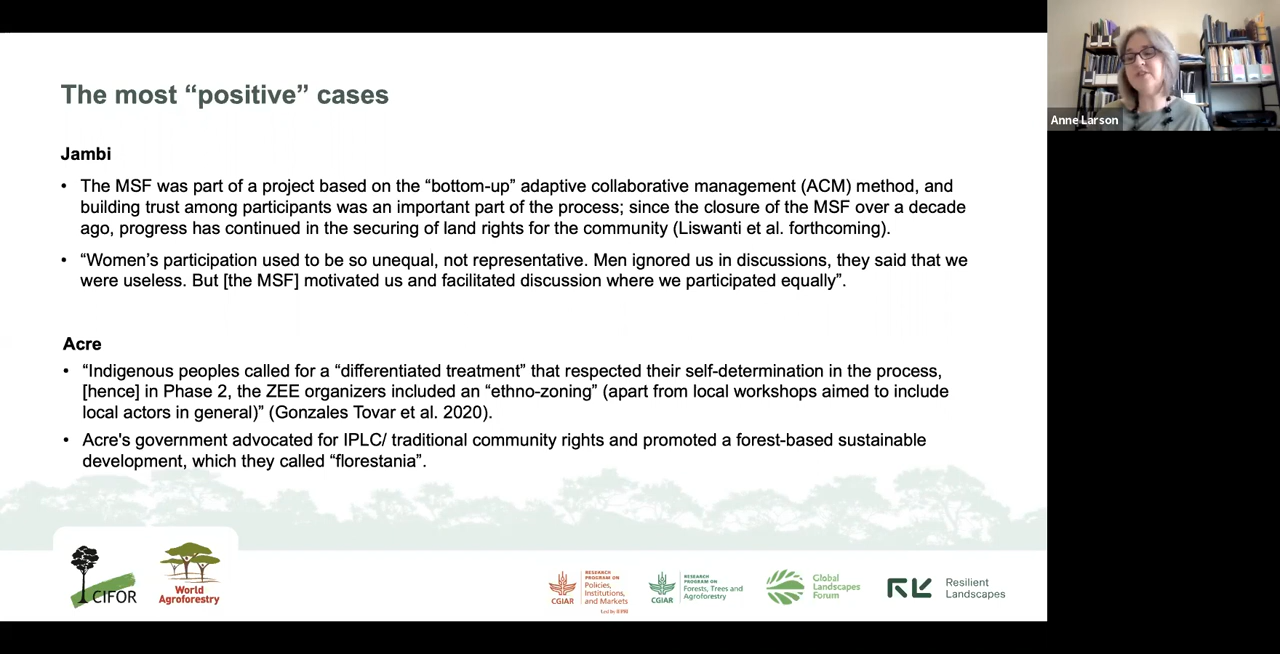 The most “positive” cases
Jambi
• The MSF was part of a project based on the “bottom-up” adaptive collaborative management (ACM) method, and
building trust among participants was an important part of the process; since the closure of the MSF over a decade
ago, progress has continued in the securing of land rights for the community (Liswanti et al. forthcoming).
• “Women’s participation used to be so unequal, not representative. Men ignored us in discussions, they said that we
were useless. But [the MSF] motivated us and facilitated discussion where we participated equally”.
Acre
• “Indigenous peoples called for a “differentiated treatment” that respected their self-determination in the process,
[hence] in Phase 2, the ZEE organizers included an “ethno-zoning” (apart from local workshops aimed to include
local actors in general)” (Gonzales Tovar et al. 2020).
• Acre's government advocated for IPLC/ traditional community rights and promoted a forest-based sustainable
development, which they called “florestania”.
CIFOR
World
Agroforestry
CGIAR
RESEARCH
PROGRAM ON
Policies,
Institutions,
and Markets
CGIAR
RESEARCH
PROGRAM ON
Forests, Trees and
Agroforestry
Global
Landscapes
Forum
Resilient
Landscapes
Anne Larson